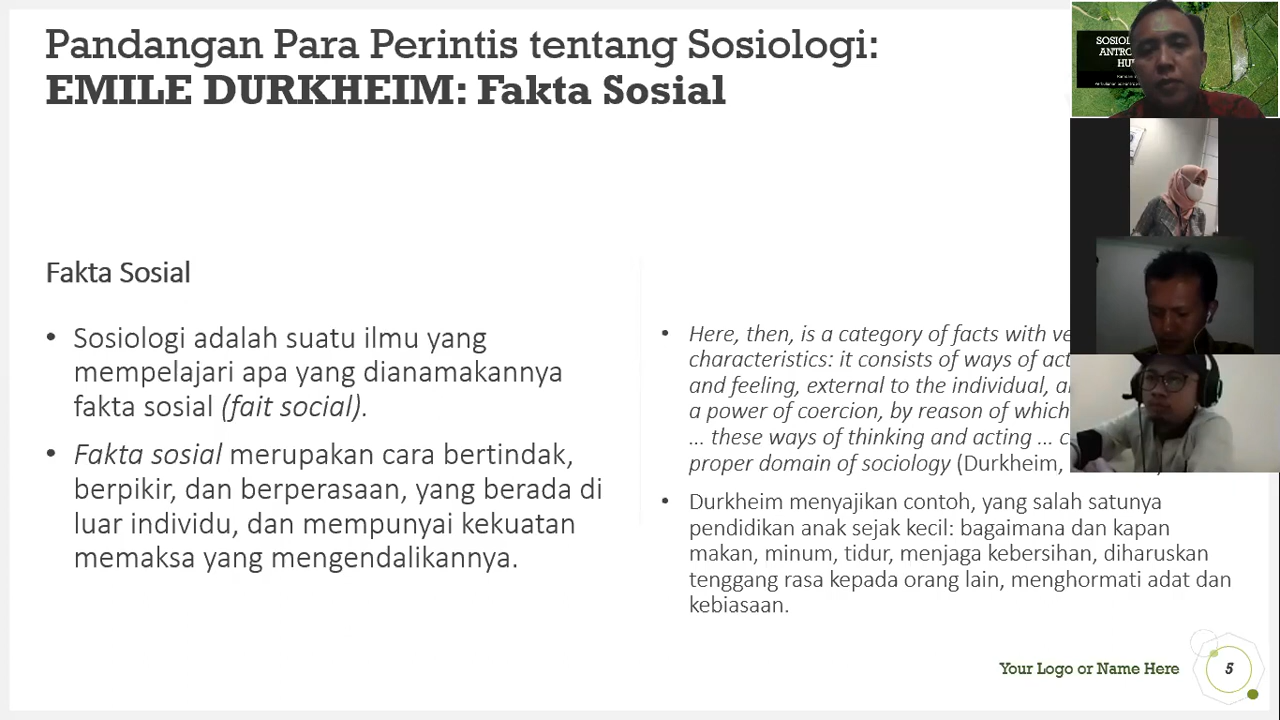 Pandangan Para Perintis tentang Sosiologi:
EMILE DURKHEIM: Fakta Sosial
Fakta Sosial
• Sosiologi adalah suatu ilmu yang
mempelajari apa yang dianamakannya
fakta sosial (fait social).
• Fakta sosial merupakan cara bertindak,
berpikir, dan berperasaan, yang berada di
luar individu, dan mempunyai kekuatan
memaksa yang mengendalikannya.
• Here, then, is a category of facts with
characteristics: it consists of ways of
and feeling, external to the individual,
a power of coercion, by reason of which
... these ways of thinking and acting ...
proper domain of sociology (Durkheim,
• Durkheim menyajikan contoh, yang salah satunya
pendidikan anak sejak kecil: bagaimana dan kapan
makan, minum, tidur, menjaga kebersihan, diharuskan
tenggang rasa kepada orang lain, menghormati adat dan
kebiasaan.
Your Logo or Name Here
5